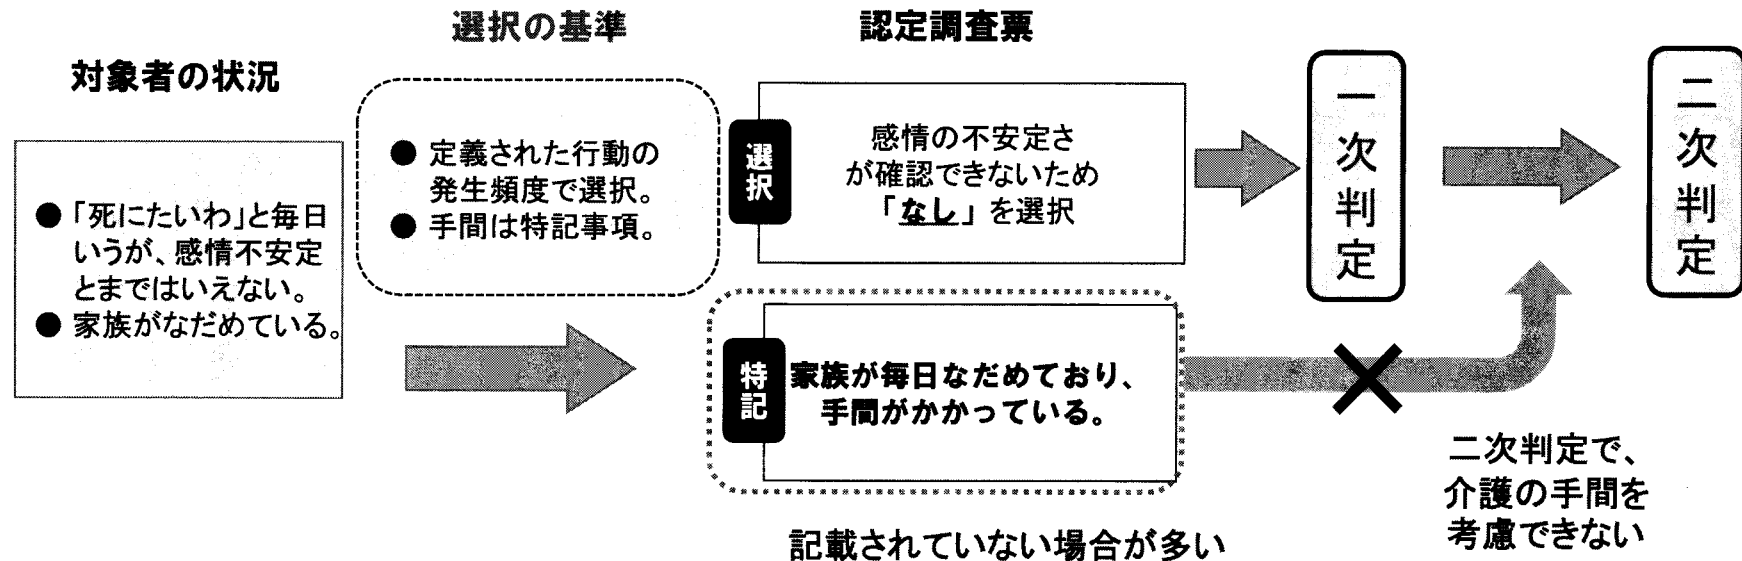 選択の基準
認定調査票
対象者の状況
●「死にたいわ」と毎日
いうが、感情不安定
とまではいえない。
● 家族がなだめている。
● 定義された行動の
発生頻度で選択。
● 手間は特記事項。
選択
感情の不安定さ
が確認できないため
「なし」を選択
特記
家族が毎日なだめており、
手間がかかっている。
記載されていない場合が多い
一次判定
二次判定
二次判定で、
介護の手間を
考慮できない